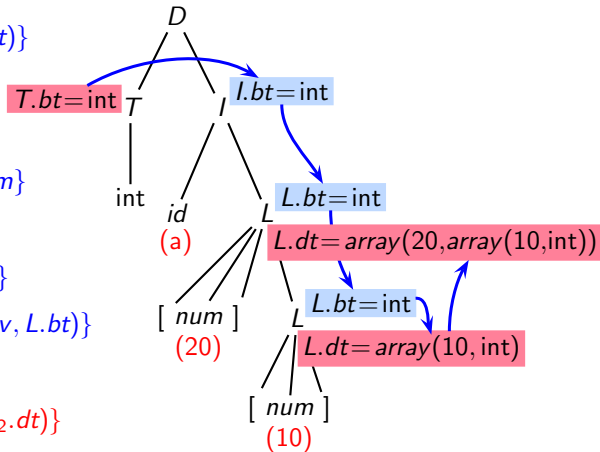 D
t)}
T.bt=int T I I.bt=int
m}
int id L L.bt=int
(a)
L.dt=array(20,array(10,int))
}
[ num ] L L.bt=int
v, L.bt)}
(20)
L.dt=array(10, int)
[ num ]
2.dt)}
(10)